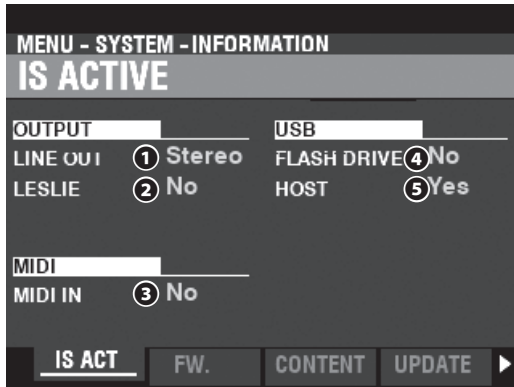 MENU - SYSTEM - INFORMATION
IS ACTIVE
OUTPUT
LINE OUT ① Stereo
LESLIE ② No
USB
FLASH DRIVE ④ No
HOST ⑤ Yes
MIDI
MIDI IN ③ No
IS ACT FW. CONTENT UPDATE